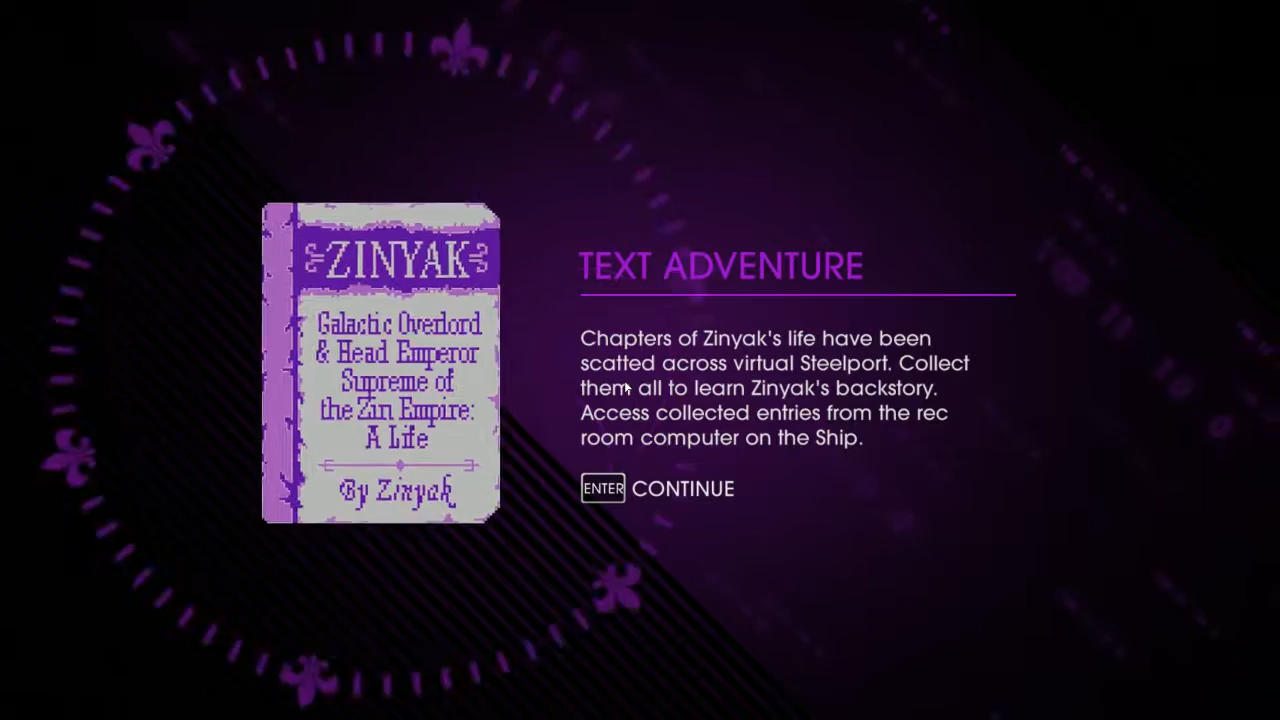 ZINYAK
Galactic Overlord
& Head Emperor
Supreme of
the Zin Empire:
A Life
By Zinyak
TEXT ADVENTURE
Chapters of Zinyak's life have been
scatted across virtual Steelport. Collect
them all to learn Zinyak's backstory.
Access collected entries from the rec
room computer on the Ship.
ENTER CONTINUE